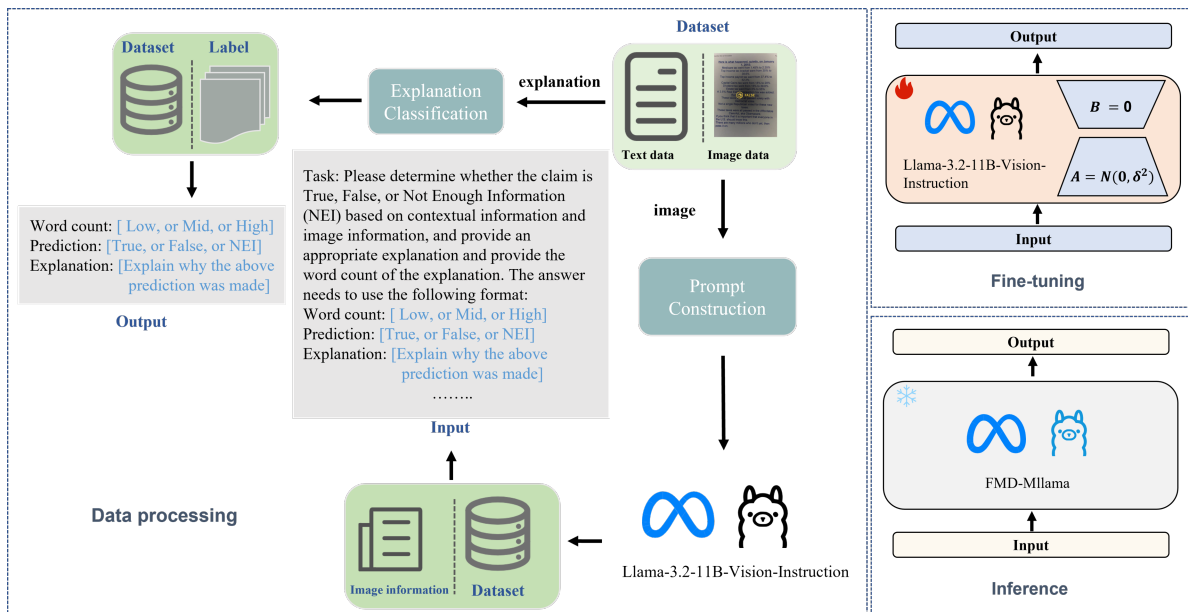 Dataset
Label
Word count: [ Low, or Mid, or High]
Prediction: [True, or False, or NEI]
Explanation: [Explain why the above
prediction was made]
Output
Explanation
Classification
explanation
Dataset
Text data
Image data
image
Prompt
Construction
Task: Please determine whether the claim is
True, False, or Not Enough Information
(NEI) based on contextual information and
image information, and provide an
appropriate explanation and provide the
word count of the explanation. The answer
needs to use the following format:
Word count: [ Low, or Mid, or High]
Prediction: [True, or False, or NEI]
Explanation: [Explain why the above
prediction was made]
……..
Input
Data processing
Image information
Dataset
Llama-3.2-11B-Vision-Instruction
Output
Llama-3.2-11B-Vision-
Instruction
B = 0
A = N(0, δ²)
Input
Fine-tuning
Output
FMD-Mllama
Input
Inference